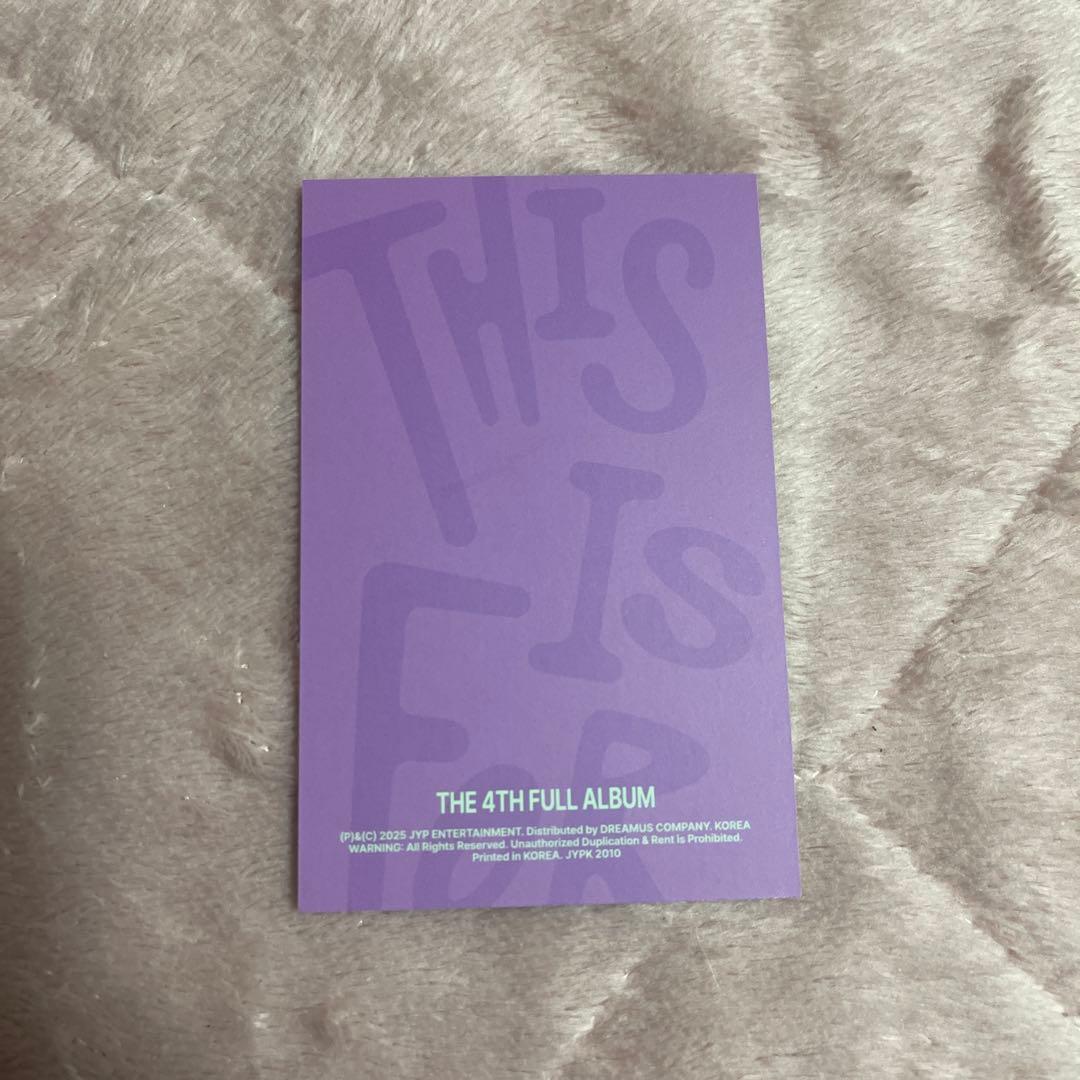 THIS
IS
FOR
THE 4TH FULL ALBUM
(P)&(C) 2025 JYP ENTERTAINMENT. Distributed by DREAMUS COMPANY. KOREA
WARNING: All Rights Reserved. Unauthorized Duplication & Rent is Prohibited.
Printed in KOREA. JYPK 2010